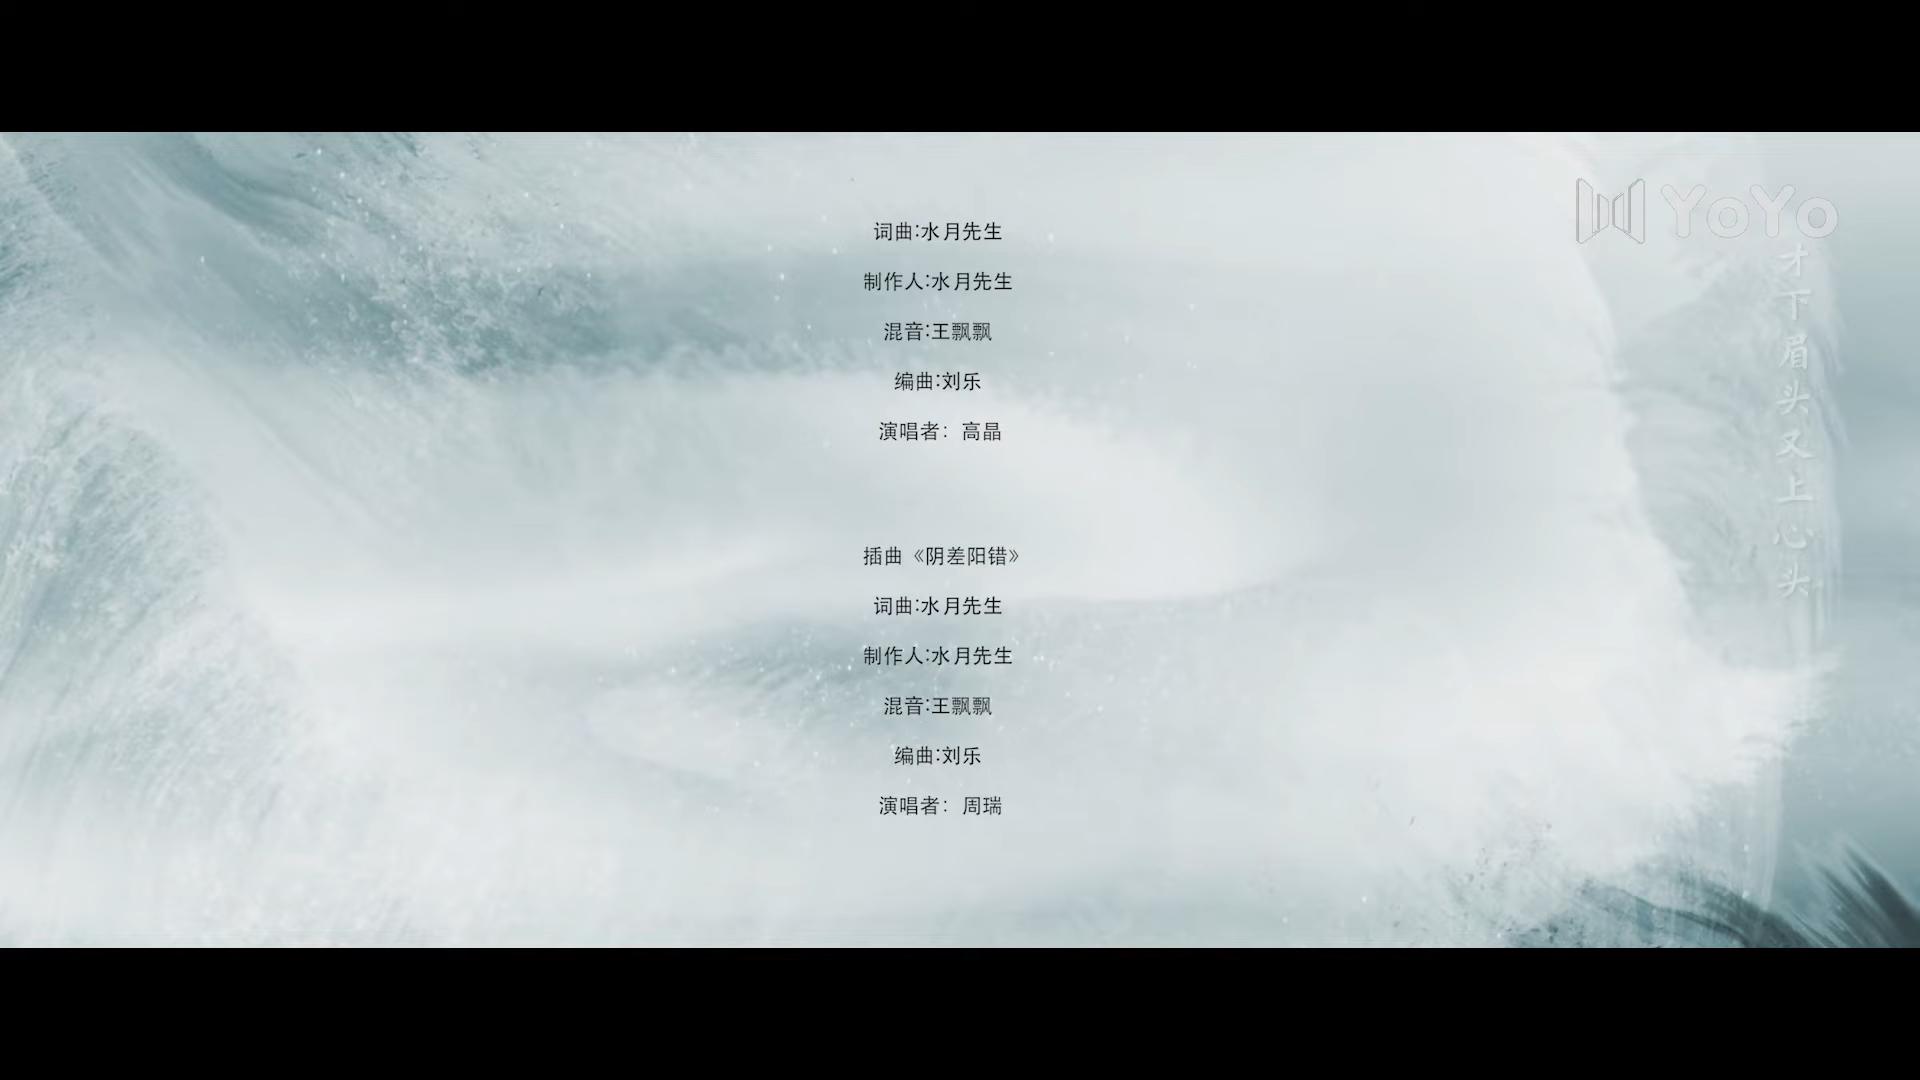 YoYo
词曲:水月先生
制作人:水月先生
混音:王飘飘
编曲:刘乐
演唱者：高晶
插曲《阴差阳错》
词曲:水月先生
制作人:水月先生
混音:王飘飘
编曲:刘乐
演唱者：周瑞
才下眉头又上心头